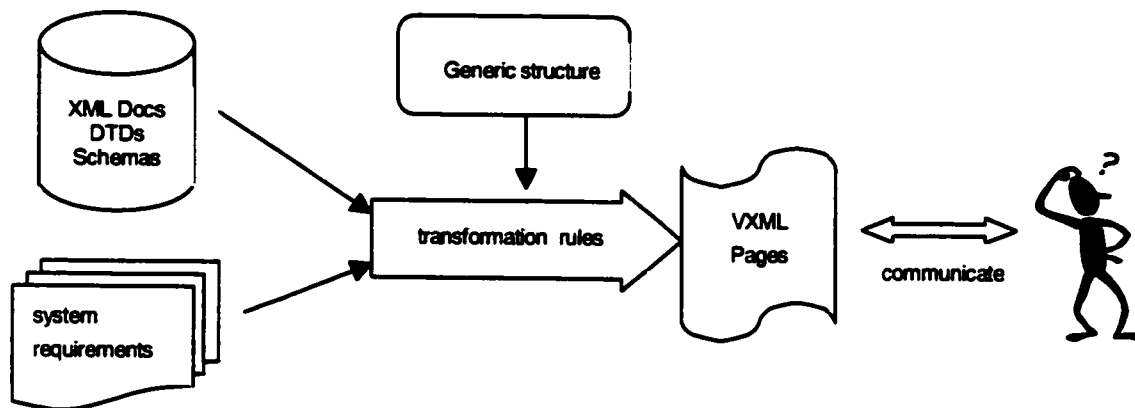 XML Docs
DTDs
Schemas
Generic structure
transformation rules
VXML
Pages
?
communicate
system
requirements